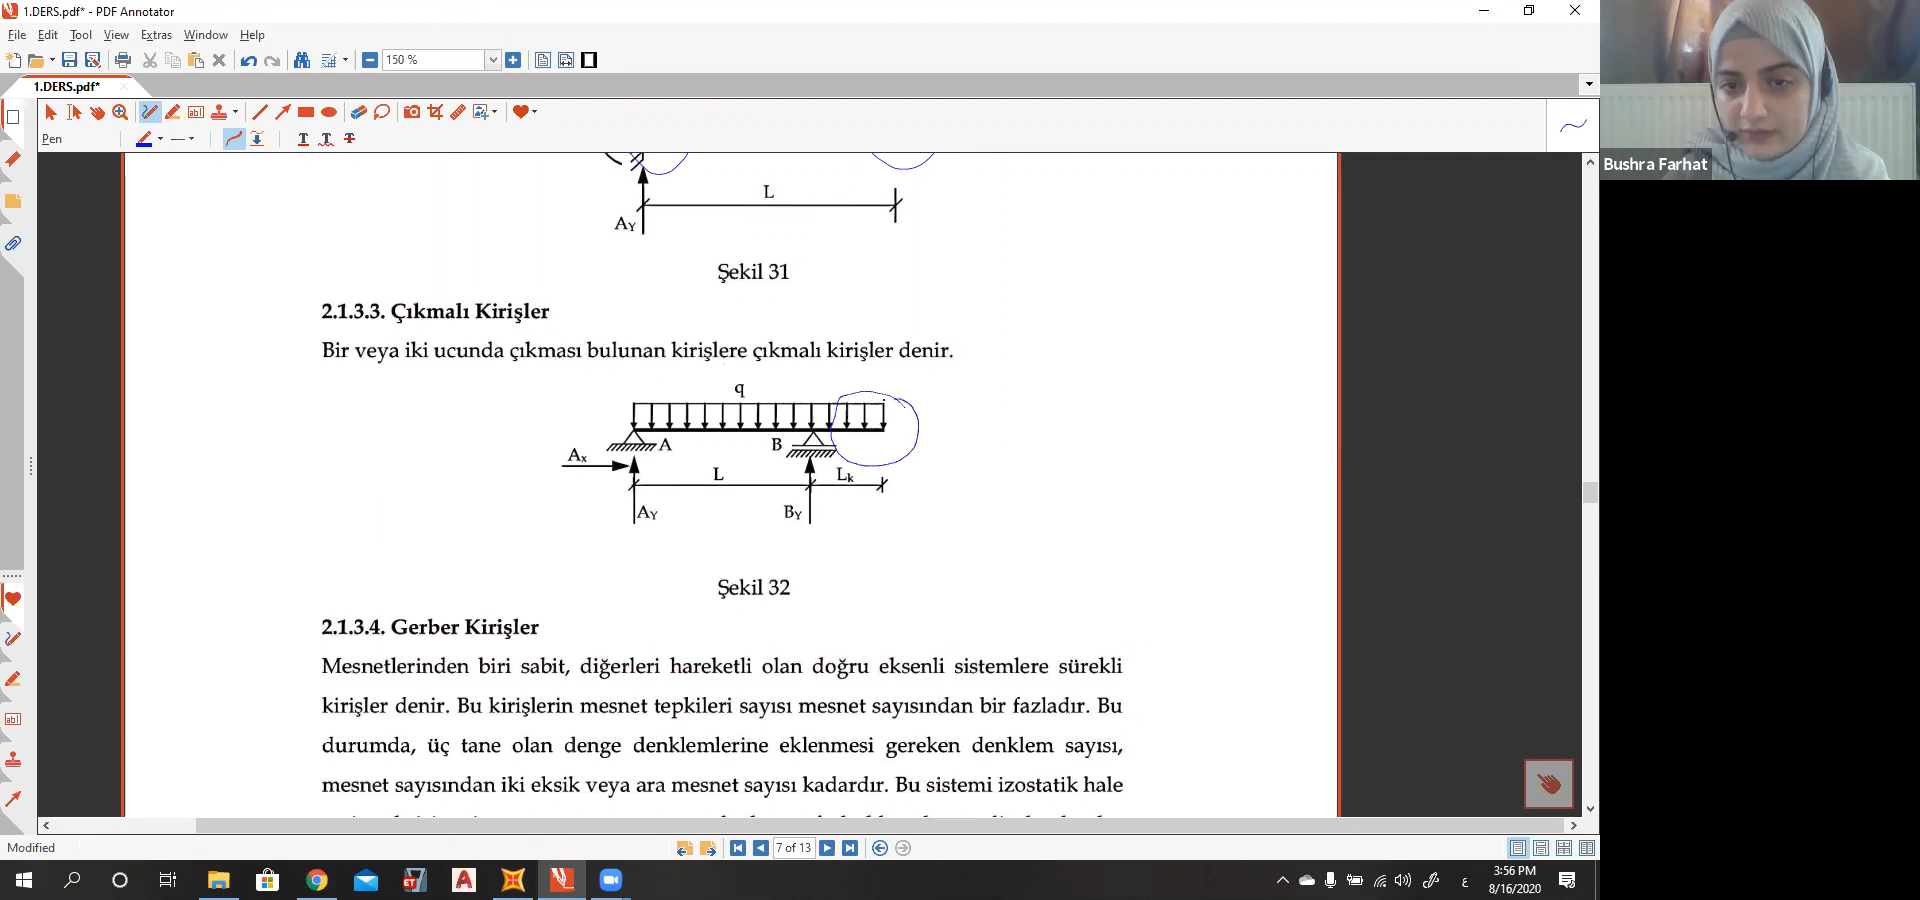 1.DERS.pdf* - PDF Annotator
File Edit Tool View Extras Window Help
150 %
1.DERS.pdf*
Pen
Bushra Farhat
L
AY
Şekil 31
2.1.3.3. Çıkmalı Kirişler
Bir veya iki ucunda çıkması bulunan kirişlere çıkmalı kirişler denir.
q
A
B
Ax
L
Lk
AY
BY
Şekil 32
2.1.3.4. Gerber Kirişler
Mesnetlerinden biri sabit, diğerleri hareketli olan doğru eksenli sistemlere sürekli
kirişler denir. Bu kirişlerin mesnet tepkileri sayısı mesnet sayısından bir fazladır. Bu
durumda, üç tane olan denge denklemlerine eklenmesi gereken denklem sayısı,
mesnet sayısından iki eksik veya ara mesnet sayısı kadardır. Bu sistemi izostatik hale
Modified
7 of 13
3:56 PM
8/16/2020